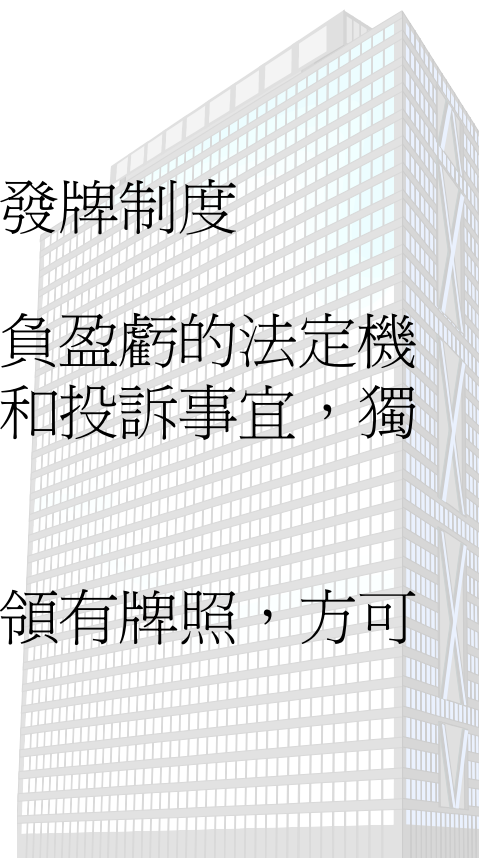 發牌制度
負盈虧的法定機
和投訴事宜，獨
領有牌照，方可